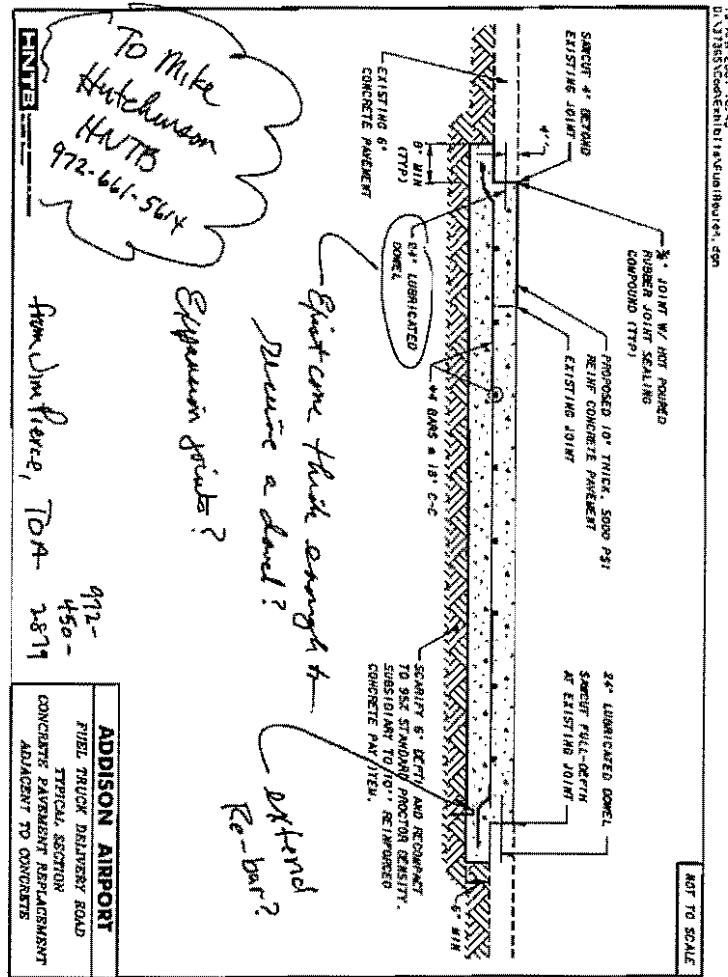 FuelRoute4.dgn
NOT TO SCALE
SAWCUT 4" BEYOND
EXISTING JOINT
3/8" JOINT W/ HOT POURED
RUBBER JOINT SEALING
COMPOUND (TYP)
PROPOSED 10" THICK, 5000 PSI
REINF CONCRETE PAVEMENT
EXISTING JOINT
24" LUBRICATED DOWEL
SAWCUT FULL-DEPTH
AT EXISTING JOINT
4"
EXISTING 6"
CONCRETE PAVEMENT
8" MIN
(TYP)
24" LUBRICATED
DOWEL
#4 BARS @ 18" C-C
SCARIFY 6" DEPTH AND RECOMPACT
TO 95% STANDARD PROCTOR DENSITY.
SUBSIDIARY TO 10" REINFORCED
CONCRETE PAY ITEM.
6" MIN
To Mike
Hutchinson
HNTB
972-661-5614
Exist conc thick enough to
receive a dowel?
Expansion joints?
extend
Re-bar?
from Jim Pierce, TOA
972-
450-
2879
HNTB
ADDISON AIRPORT
FUEL TRUCK DELIVERY ROAD
TYPICAL SECTION
CONCRETE PAVEMENT REPLACEMENT
ADJACENT TO CONCRETE